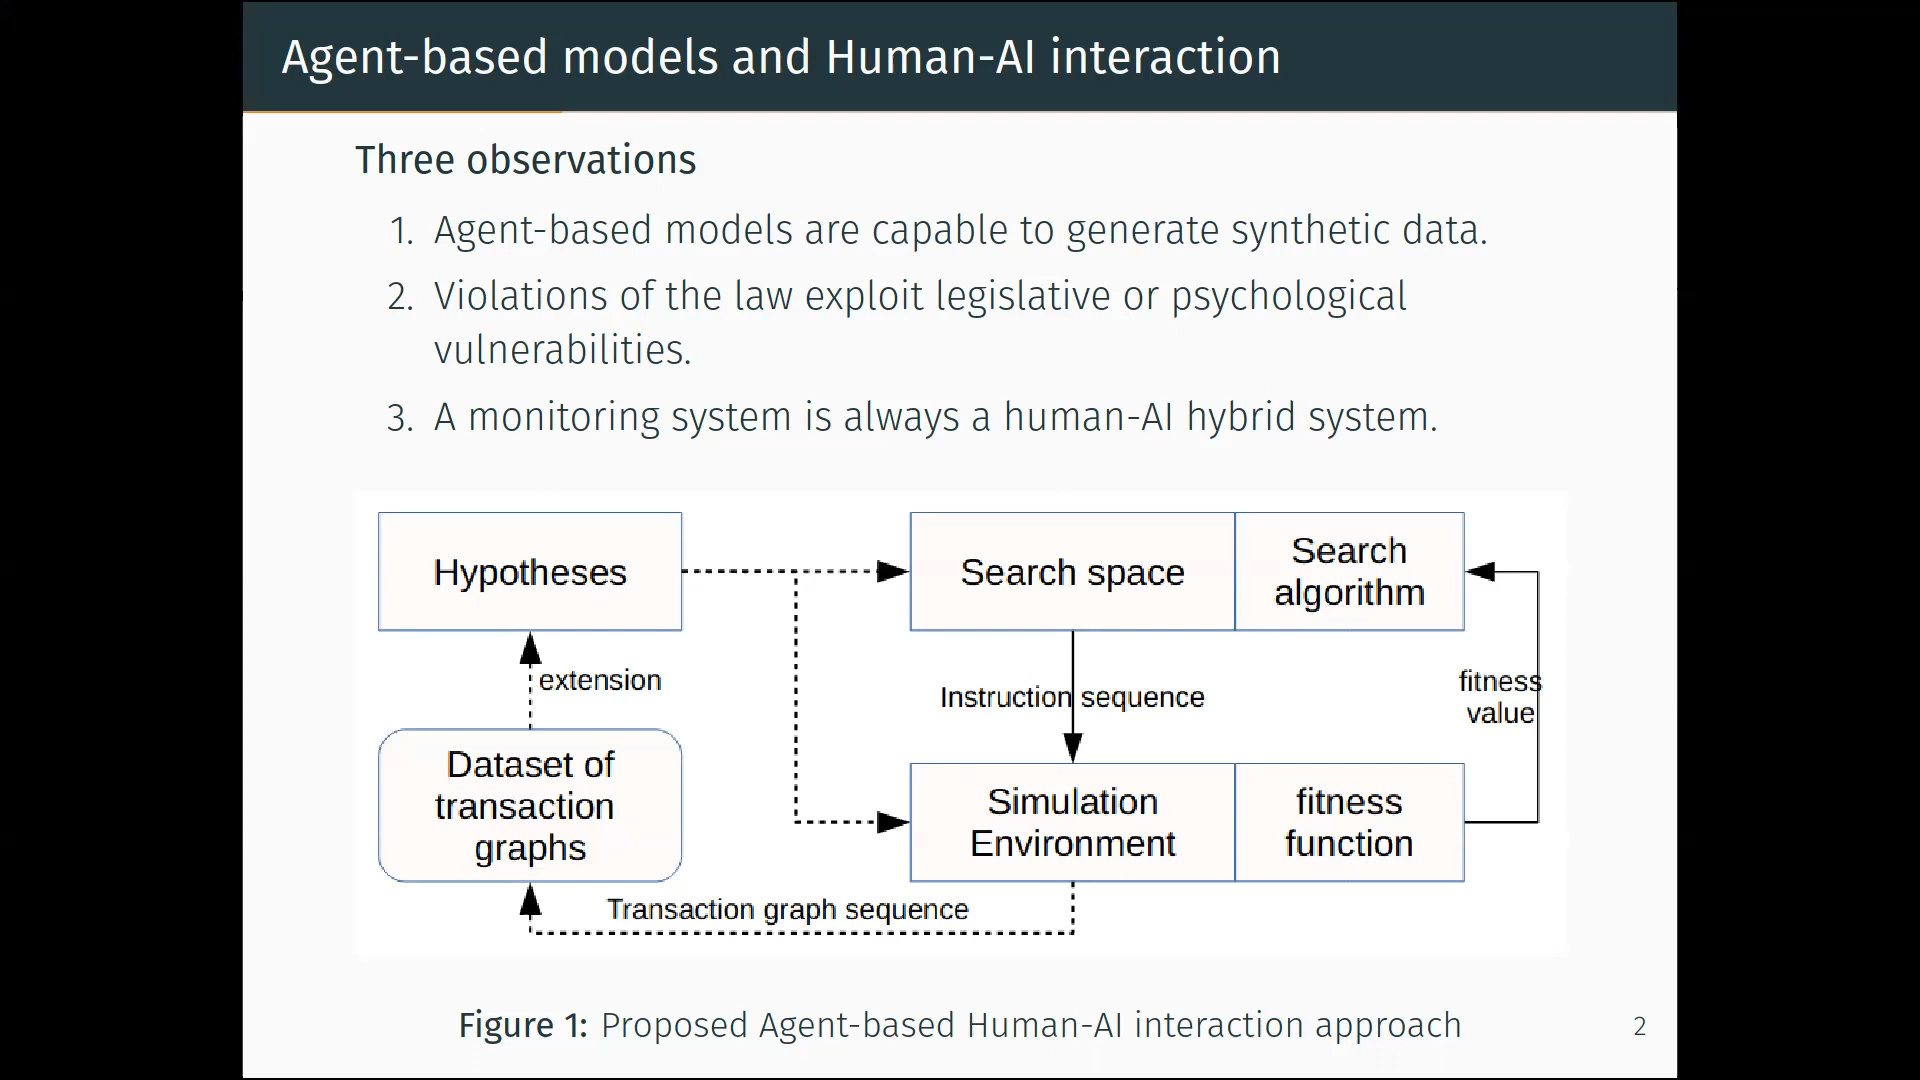 Agent-based models and Human-AI interaction
Three observations
1. Agent-based models are capable to generate synthetic data.
2. Violations of the law exploit legislative or psychological
vulnerabilities.
3. A monitoring system is always a human-AI hybrid system.
Hypotheses
Search space
Search
algorithm
extension
Instruction sequence
fitness
value
Dataset of
transaction
graphs
Simulation
Environment
fitness
function
Transaction graph sequence
Figure 1: Proposed Agent-based Human-AI interaction approach
2